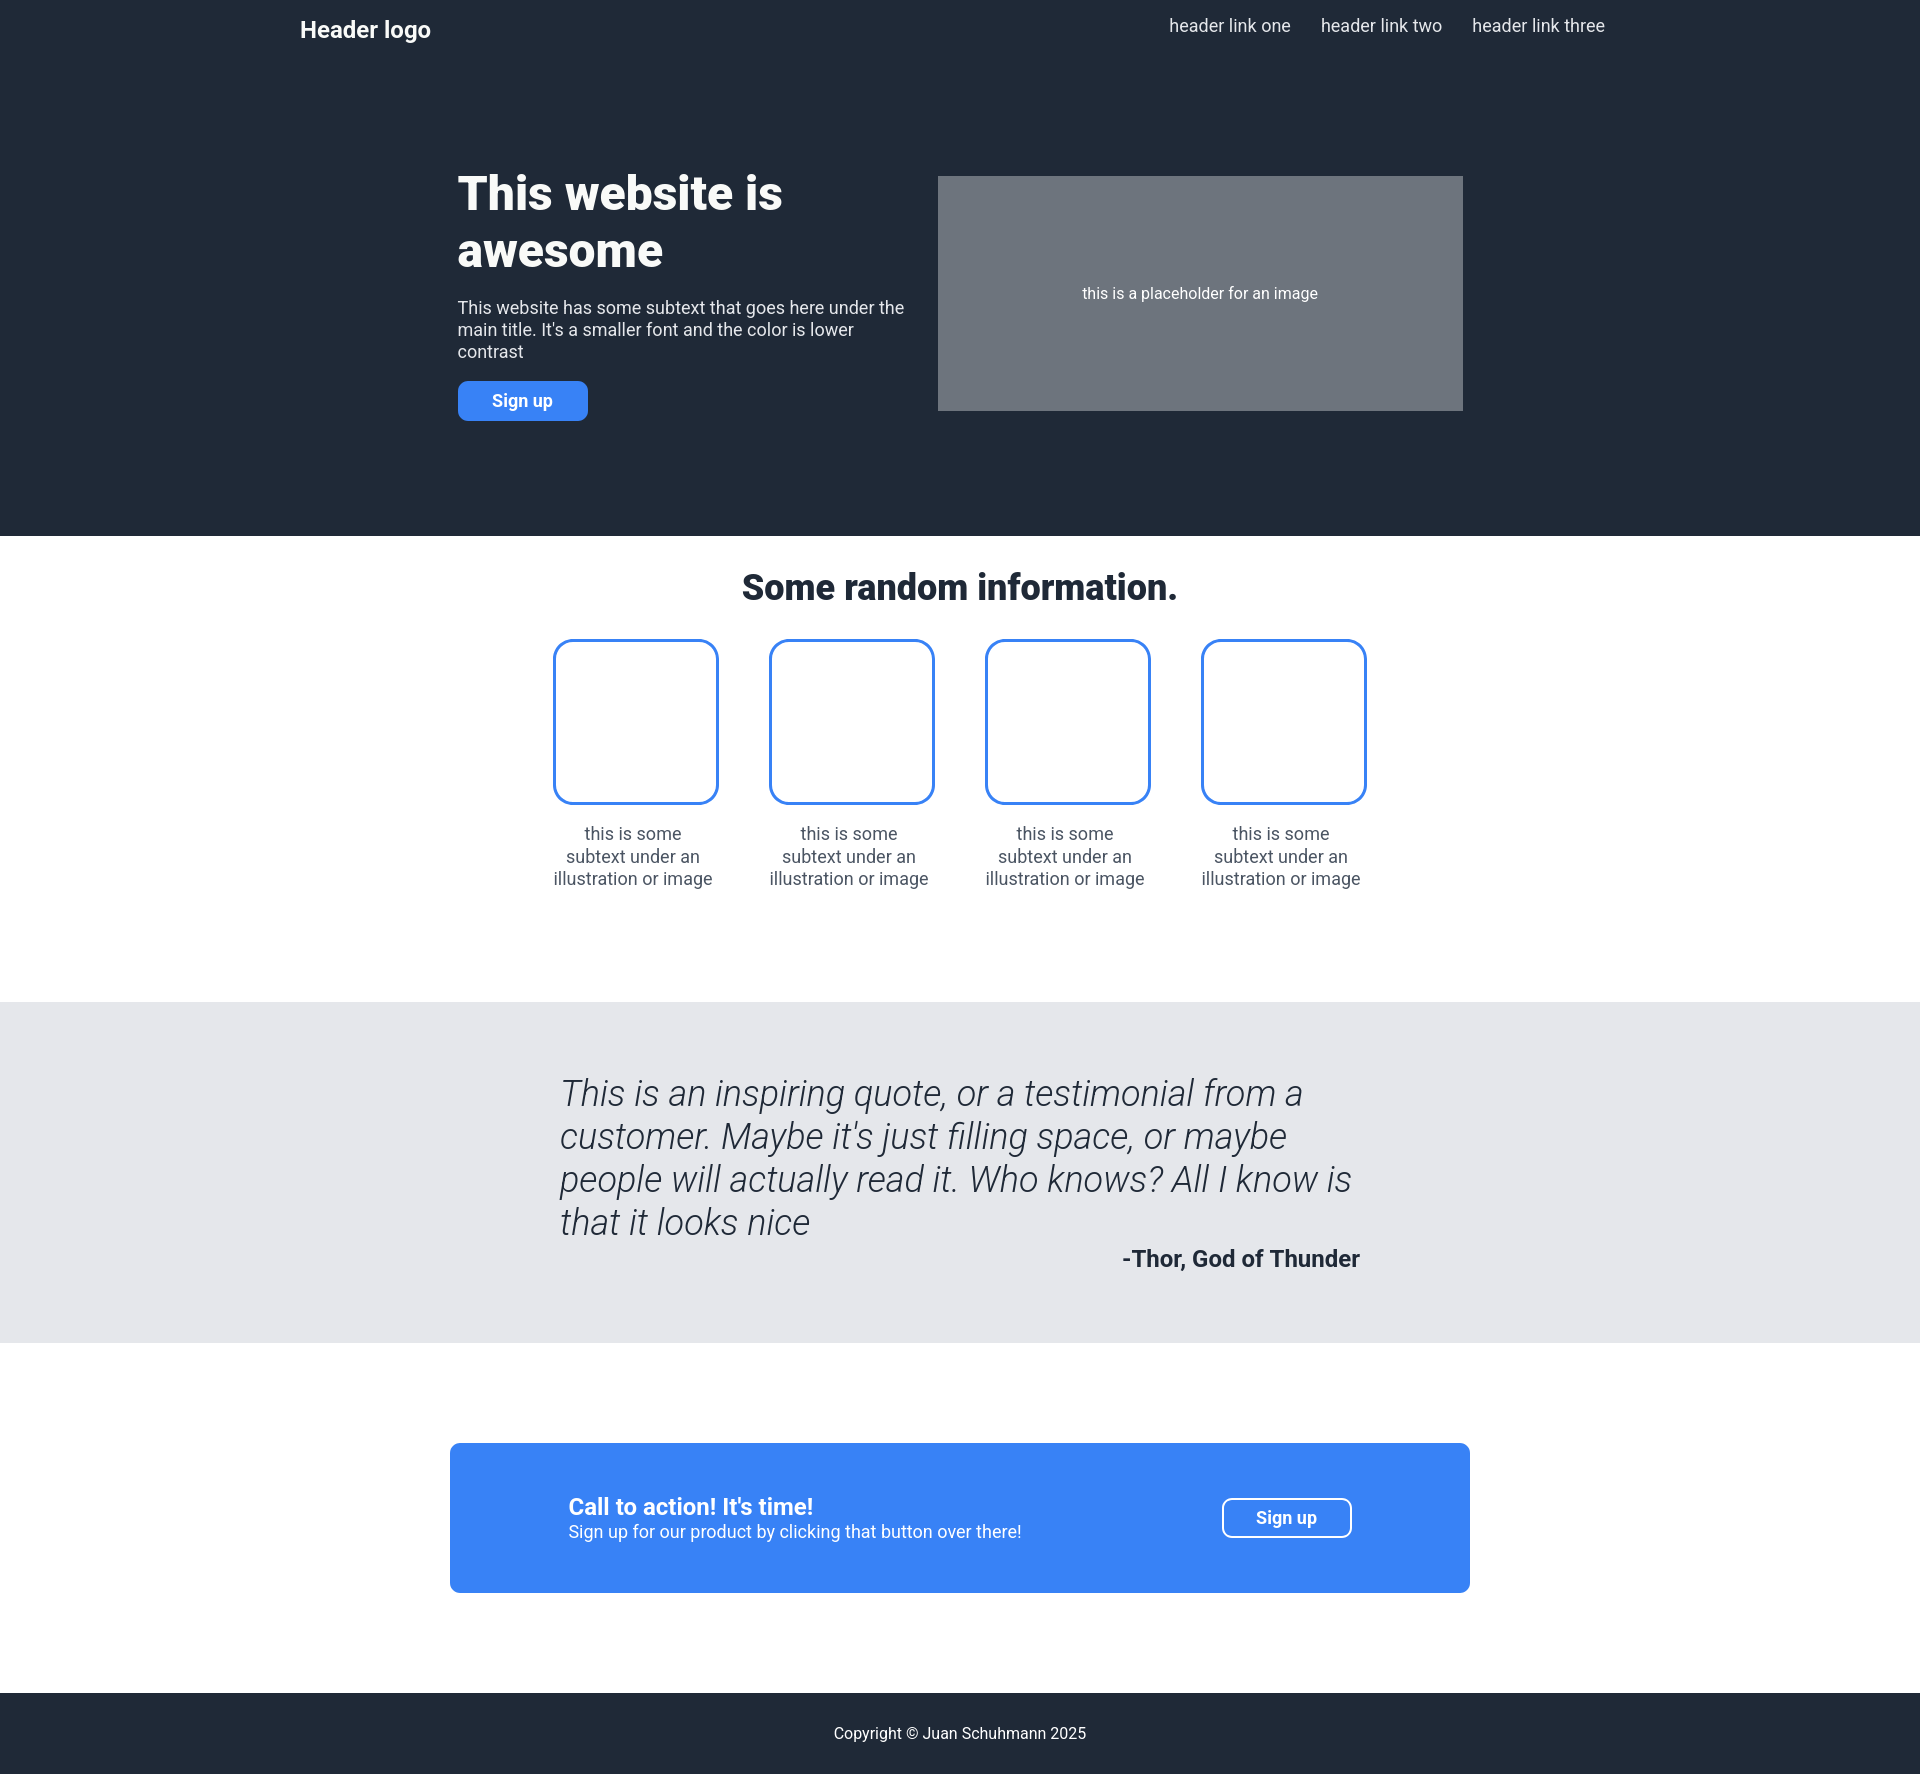 Header logo
header link one
header link two
header link three
This website is
awesome
This website has some subtext that goes here under the
main title. It's a smaller font and the color is lower
contrast
Sign up
this is a placeholder for an image
Some random information.
this is some
subtext under an
illustration or image
this is some
subtext under an
illustration or image
this is some
subtext under an
illustration or image
this is some
subtext under an
illustration or image
This is an inspiring quote, or a testimonial from a
customer. Maybe it's just filling space, or maybe
people will actually read it. Who knows? All I know is
that it looks nice
-Thor, God of Thunder
Call to action! It's time!
Sign up for our product by clicking that button over there!
Sign up
Copyright © Juan Schuhmann 2025